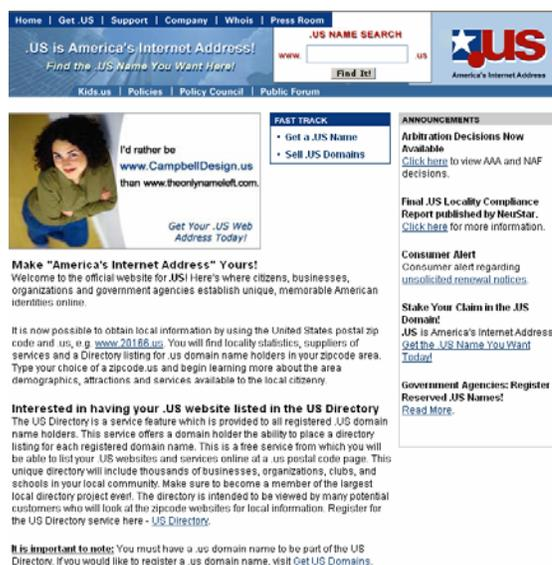 Home | Get .US | Support | Company | Whois | Press Room
.US is America's Internet Address!
Find the .US Name You Want Here!
.US NAME SEARCH
www. .us
Find It!
.us
America's Internet Address
Kids.us | Policies | Policy Council | Public Forum
I'd rather be
www.CampbellDesign.us
than www.theonlynameleft.com.
Get Your .US Web
Address Today!
FAST TRACK
• Get a .US Name
• Sell .US Domains
Make "America's Internet Address" Yours!
Welcome to the official website for .US! Here's where citizens, businesses,
organizations and government agencies establish unique, memorable American
identities online.
It is now possible to obtain local information by using the United States postal zip
code and .us, e.g. www.20166.us. You will find locality statistics, suppliers of
services and a Directory listing for .us domain name holders in your zipcode area.
Type your choice of a zipcode.us and begin learning more about the area
demographics, attractions and services available to the local citizenry.
Interested in having your .US website listed in the US Directory
The US Directory is a service feature which is provided to all registered .US domain
name holders. This service offers a domain holder the ability to place a directory
listing for each registered domain name. This is a free service from which you will
be able to list your .US websites and services online at a .us postal code page. This
unique directory will include thousands of businesses, organizations, clubs, and
schools in your local community. Make sure to become a member of the largest
local directory project ever!. The directory is intended to be viewed by many potential
customers who will look at the zipcode websites for local information. Register for
the US Directory service here - US Directory.
It is important to note: You must have a .us domain name to be part of the US
Directory. If you would like to register a .us domain name, visit Get US Domains.
ANNOUNCEMENTS
Arbitration Decisions Now
Available
Click here to view AAA and NAF
decisions.
Final .US Locality Compliance
Report published by NeuStar.
Click here for more information.
Consumer Alert
Consumer alert regarding
unsolicited renewal notices.
Stake Your Claim in the .US
Domain!
.US is America's Internet Address
Get the .US Name You Want
Today!
Government Agencies: Register
Reserved .US Names!
Read More.